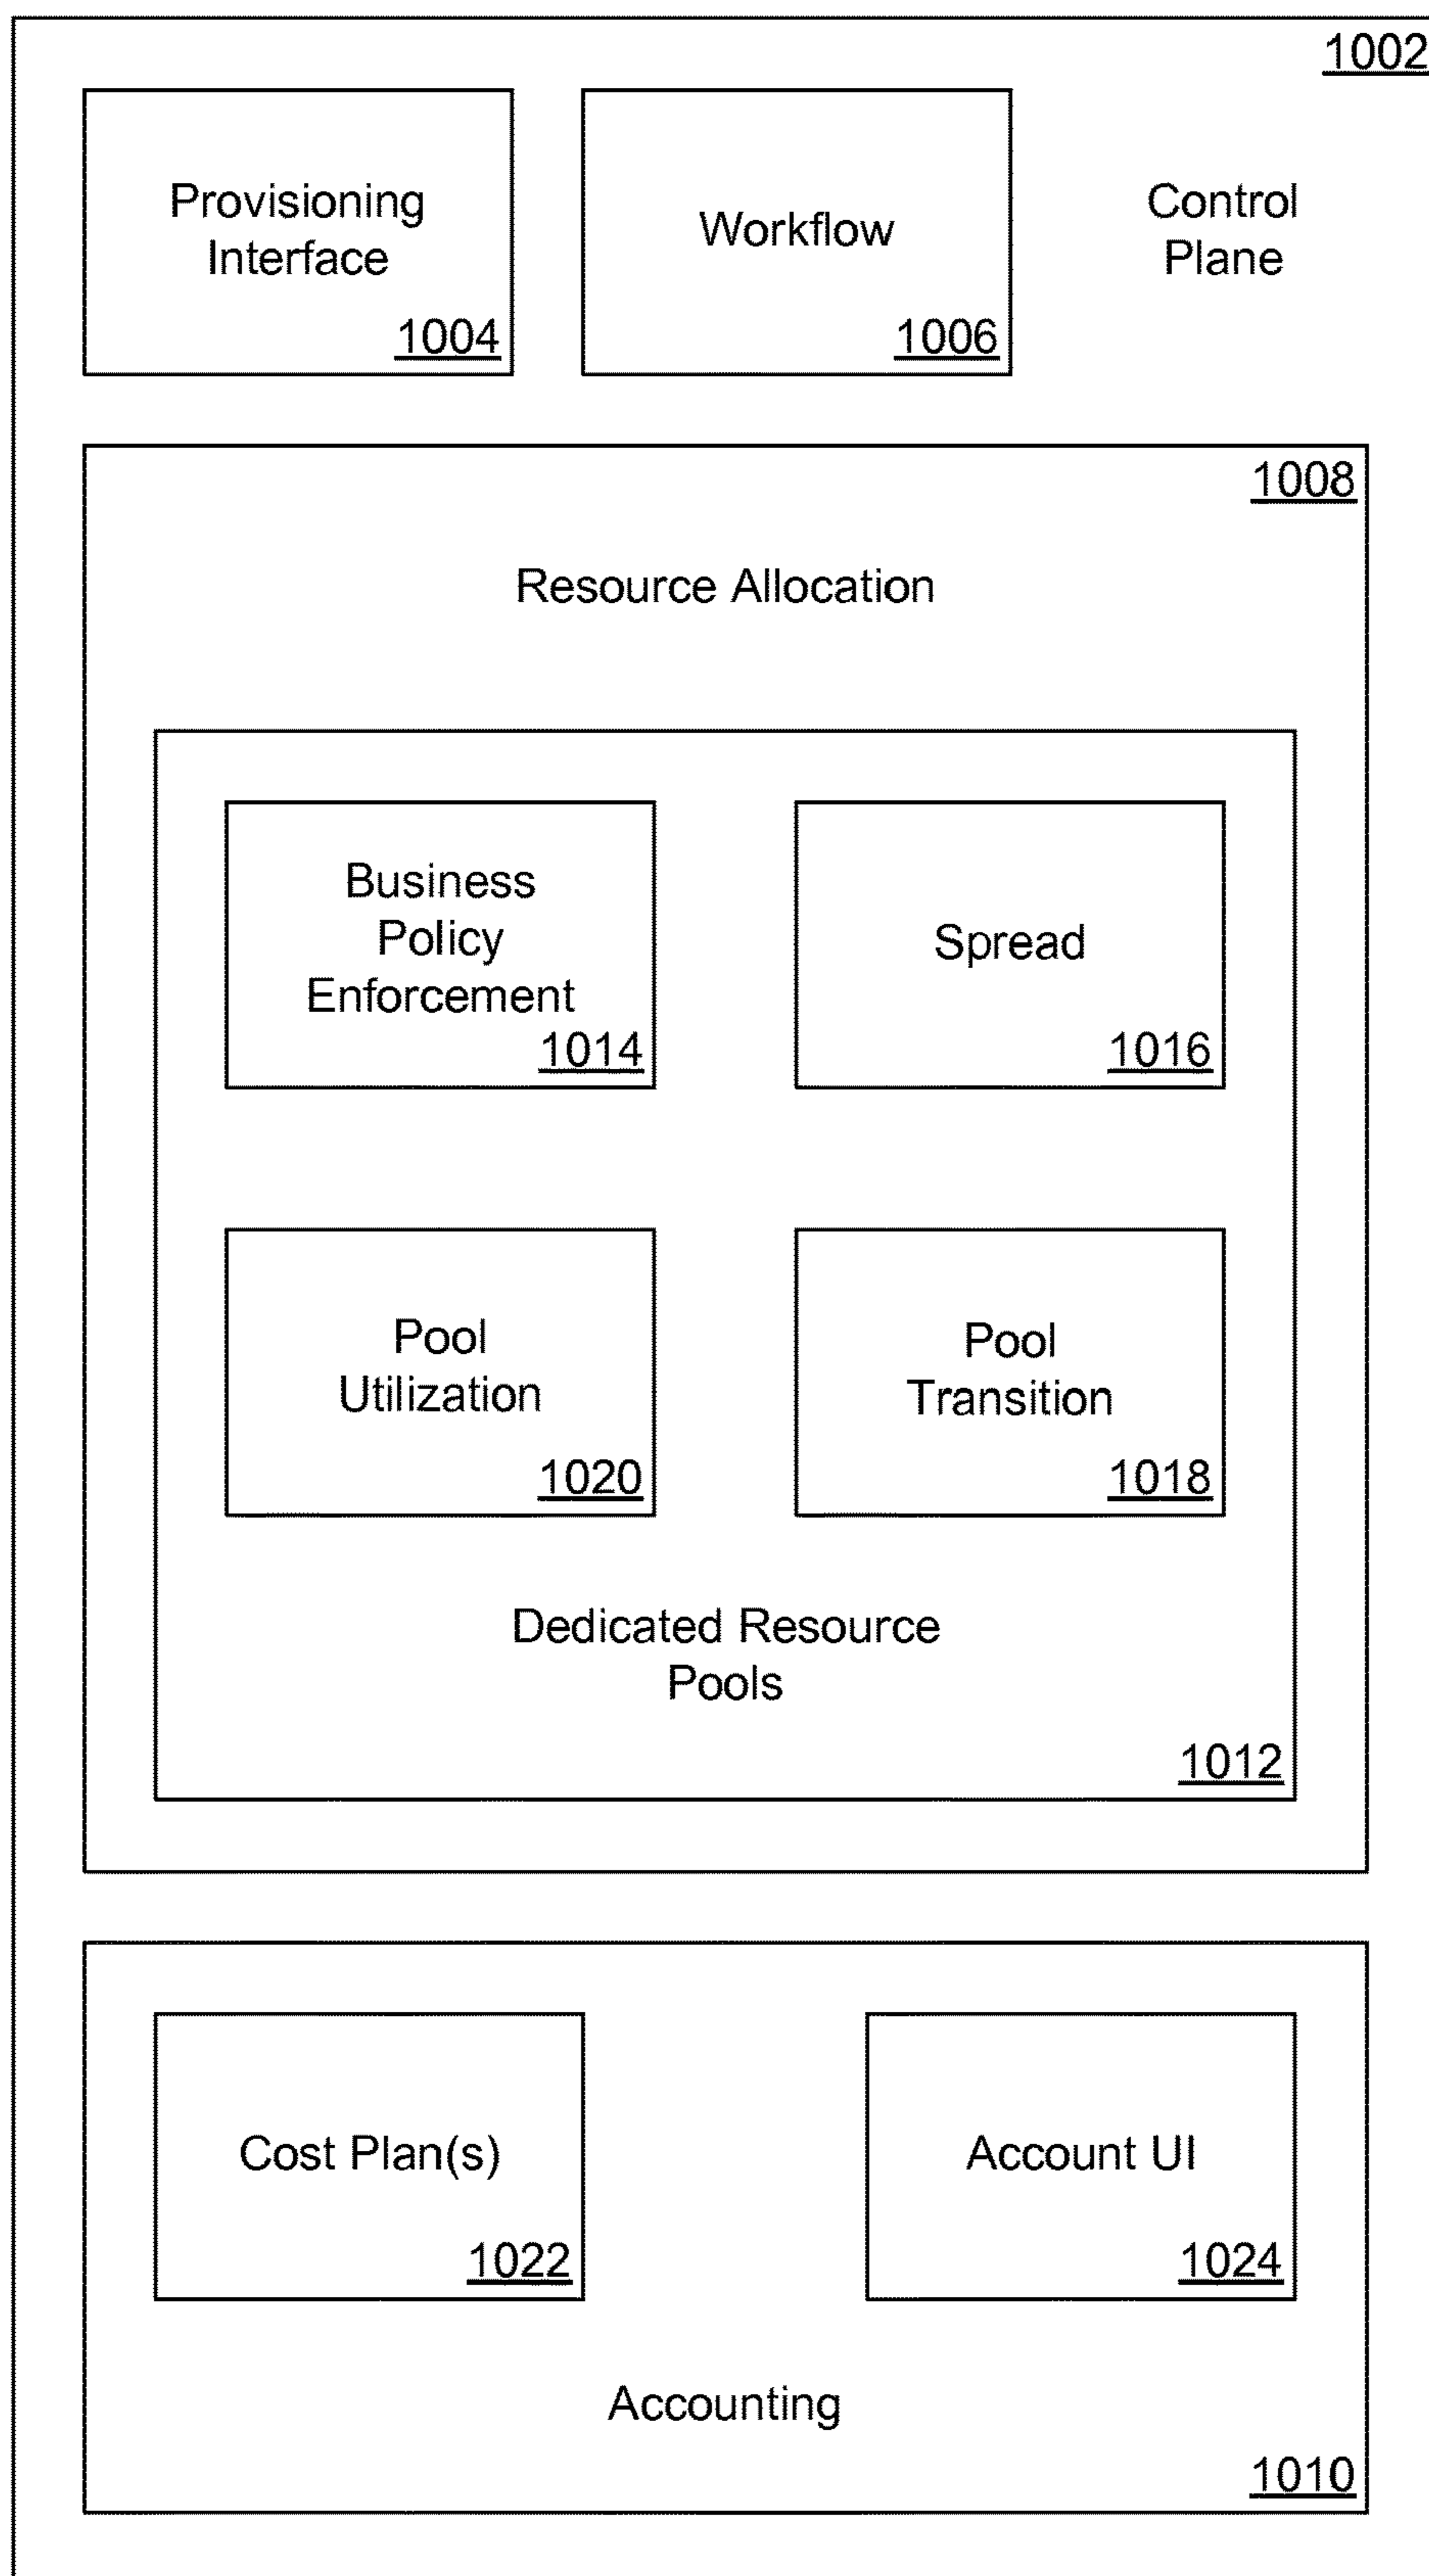 1002
Provisioning
Interface
1004
Workflow
1006
Control
Plane
1008
Resource Allocation
Business
Policy
Enforcement
1014
Spread
1016
Pool
Utilization
1020
Pool
Transition
1018
Dedicated Resource
Pools
1012
Cost Plan(s)
1022
Account UI
1024
Accounting
1010